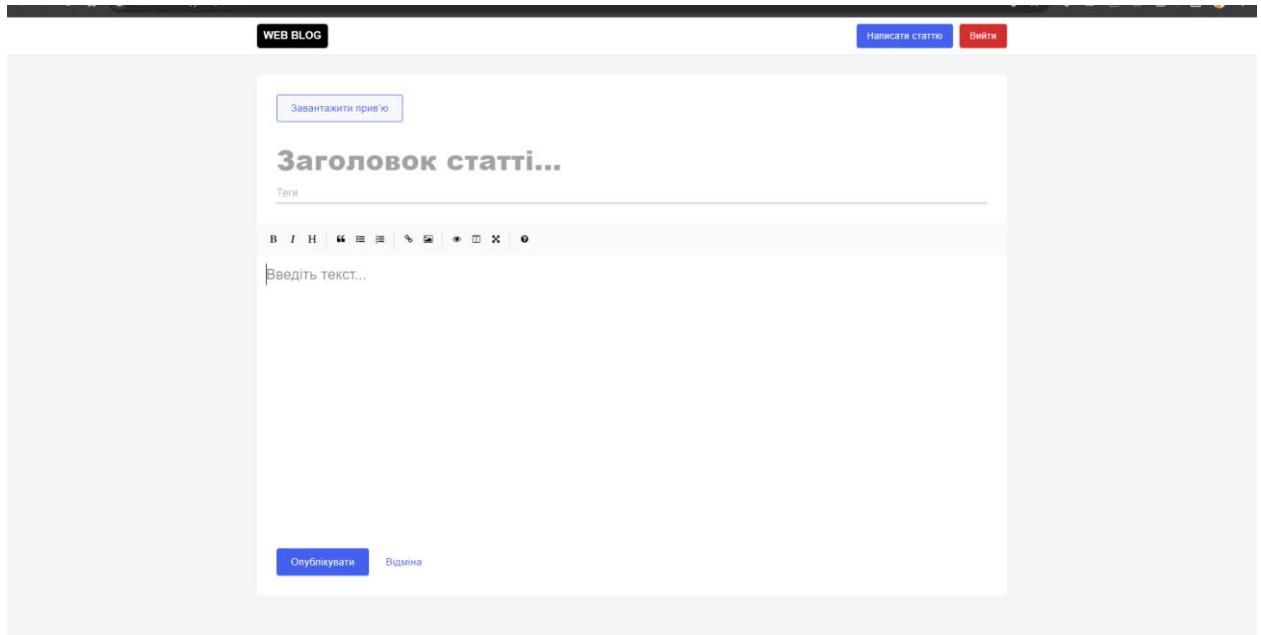 WEB BLOG
Написати статтю Вийти
Завантажити прив'ю
Заголовок статті...
Теги
B I H
Введіть текст...
Опублікувати Відміна